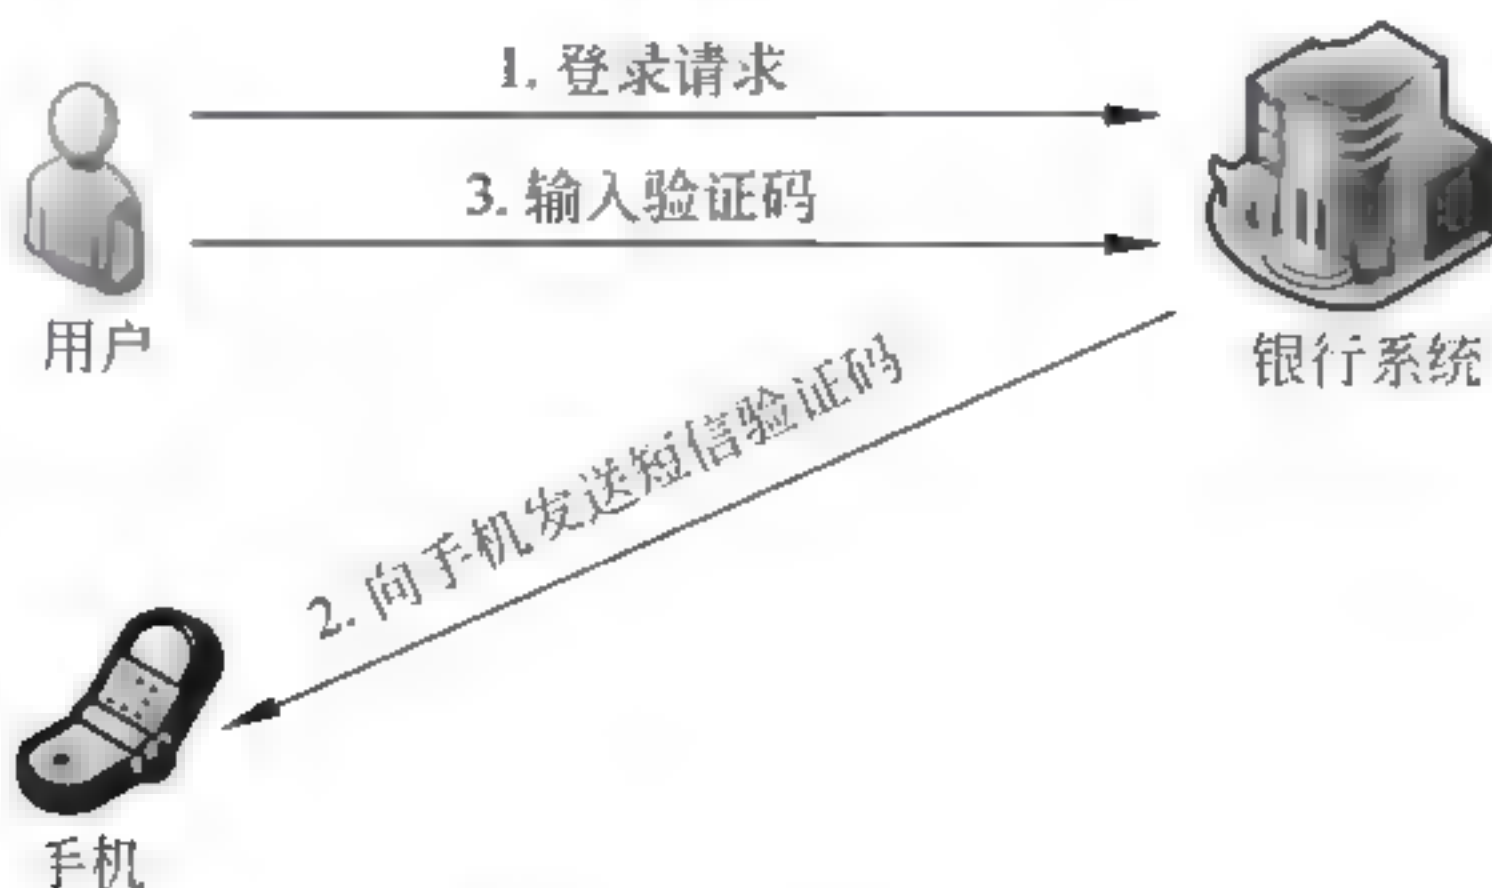 1. 登录请求
3. 输入验证码
用户
银行系统
2. 向手机发送短信验证码
手机